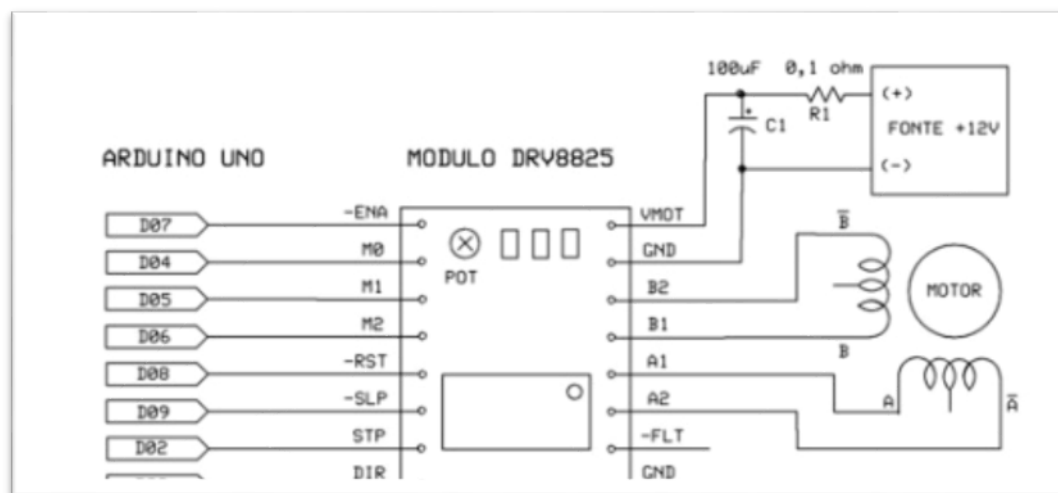 100uF 0,1 ohm
R1
C1
(+)
FONTE +12V
(-)
ARDUINO UNO
MODULO DRV8825
D07
D04
D05
D06
D08
D09
D02
-ENA
M0
M1
M2
-RST
-SLP
STP
DIR
POT
VMOT
GND
B2
B1
A1
A2
-FLT
GND
B̅
B
A
A̅
MOTOR